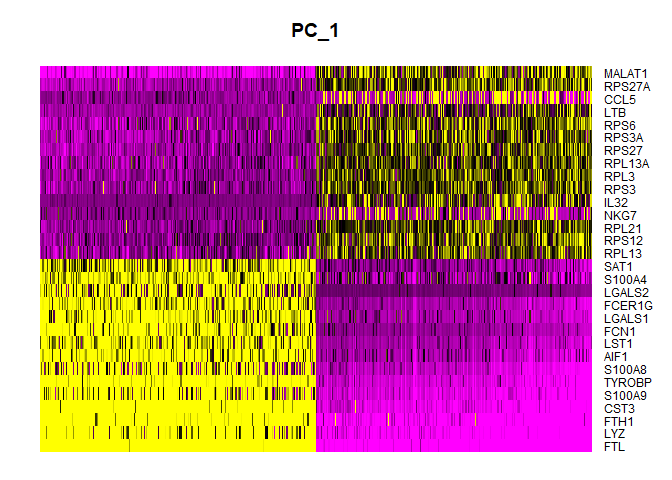 PC_1
MALAT1
RPS27A
CCL5
LTB
RPS6
RPS3A
RPS27
RPL13A
RPL3
RPS3
IL32
NKG7
RPL21
RPS12
RPL13
SAT1
S100A4
LGALS2
FCER1G
LGALS1
FCN1
LST1
AIF1
S100A8
TYROBP
S100A9
CST3
FTH1
LYZ
FTL